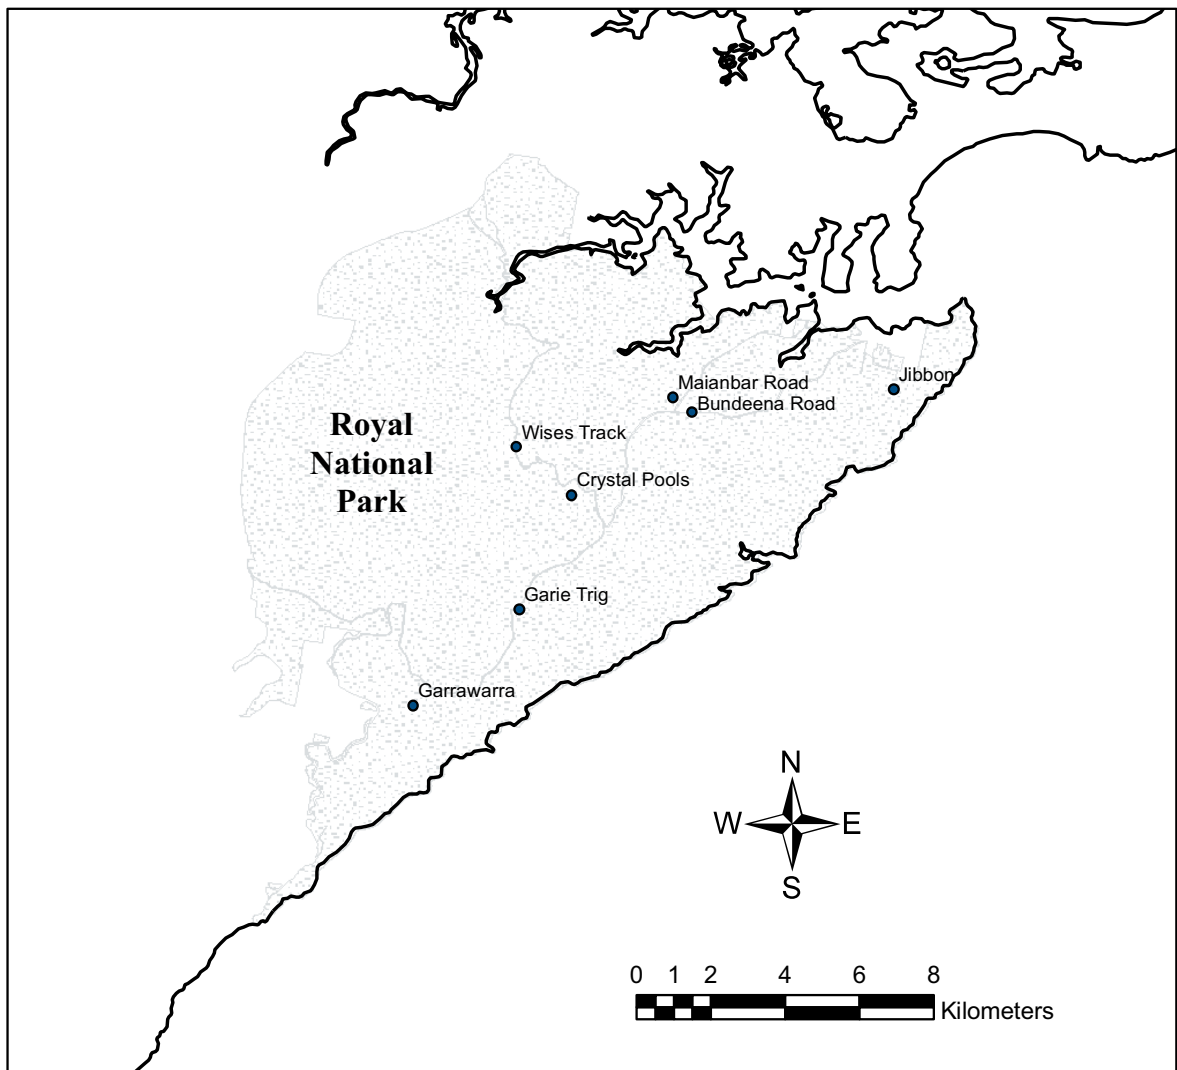 Jibbon
Maianbar Road
Bundeena Road
Royal
National
Park
Wises Track
Crystal Pools
Garie Trig
Garrawarra
N
W E
S
0 1 2 4 6 8
Kilometers